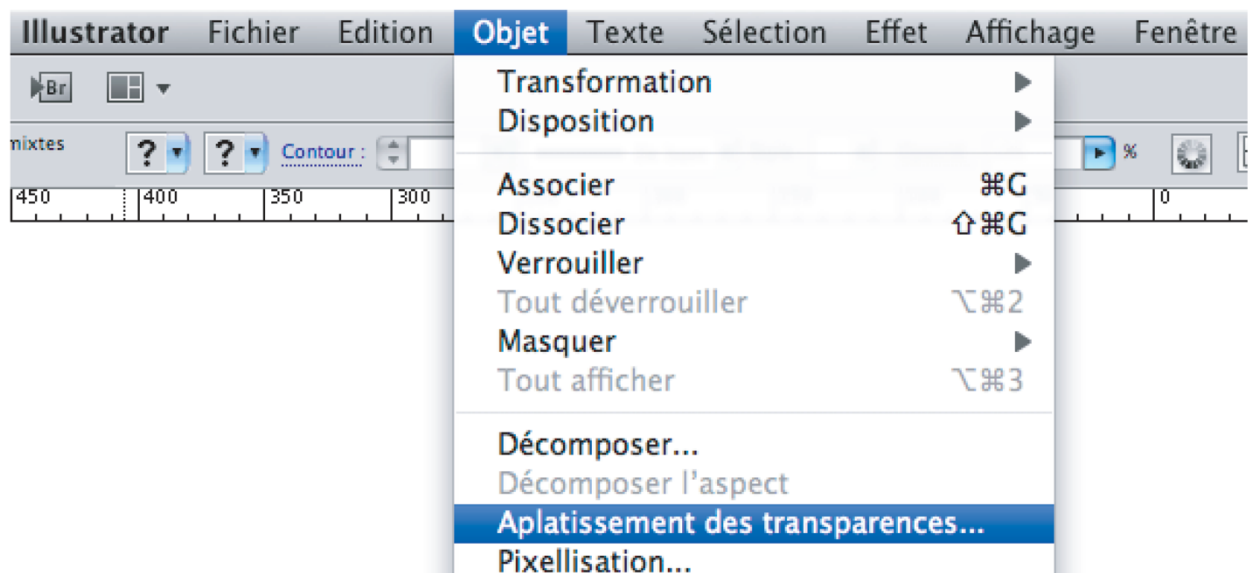 Illustrator Fichier Edition Objet Texte Sélection Effet Affichage Fenêtre
Br
mixtes ? ? Contour : %
450 400 350 300 0
Transformation
Disposition
Associer ⌘G
Dissocier ⇧⌘G
Verrouiller
Tout déverrouiller ⌥⌘2
Masquer
Tout afficher ⌥⌘3
Décomposer...
Décomposer l’aspect
Aplatissement des transparences...
Pixellisation...